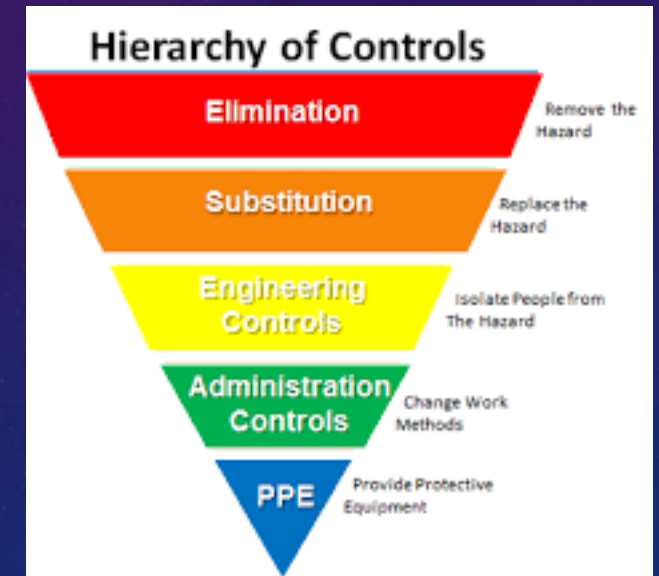 Hierarchy of Controls
Elimination
Remove the
Hazard
Substitution
Replace the
Hazard
Engineering
Controls
Isolate People from
The Hazard
Administration
Controls
Change Work
Methods
PPE
Provide Protective
Equipment